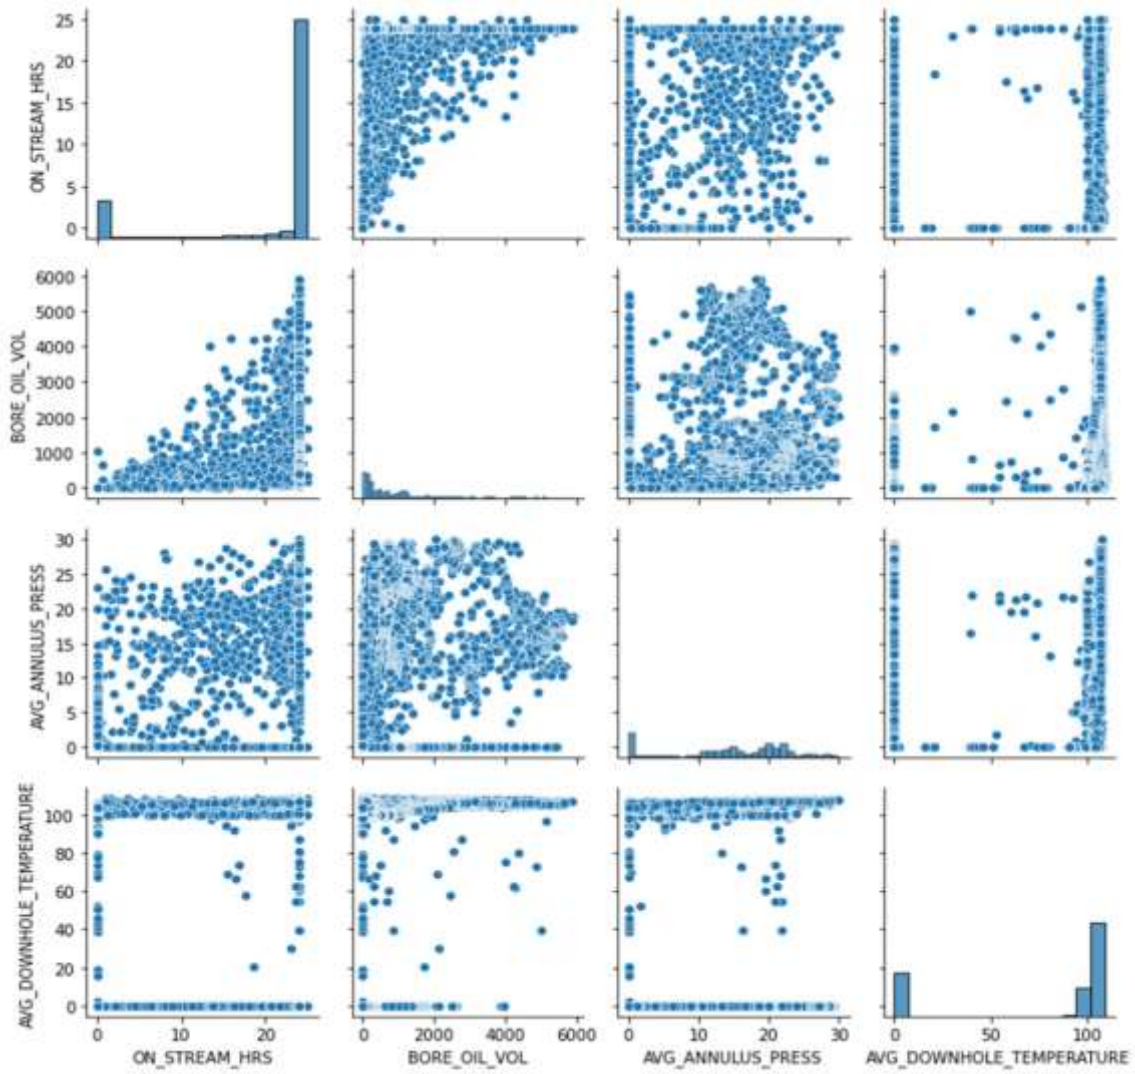 ON_STREAM_HRS
25
20
15
10
5
0
BORE_OIL_VOL
6000
5000
4000
3000
2000
1000
0
AVG_ANNULUS_PRESS
30
25
20
15
10
5
0
AVG_DOWNHOLE_TEMPERATURE
100
80
60
40
20
0
0 10 20
0 2000 4000 6000
0 10 20 30
0 50 100
ON_STREAM_HRS
BORE_OIL_VOL
AVG_ANNULUS_PRESS
AVG_DOWNHOLE_TEMPERATURE